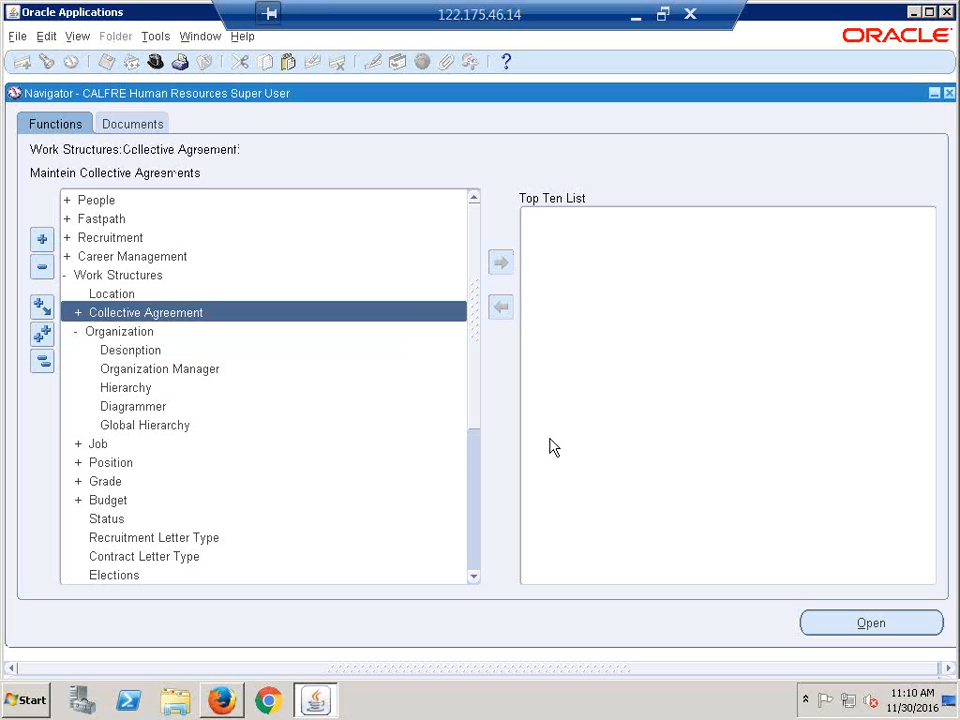 Oracle Applications
122.175.46.14
File Edit View Folder Tools Window Help
ORACLE
Navigator - CALFRE Human Resources Super User
Functions Documents
Work Structures:Collective Agrsement:
Maintein Collective Agreements
+ People
+ Fastpath
+ Recruitment
+ Career Management
- Work Structures
Location
+ Collective Agreement
- Organization
Desonption
Organization Manager
Hierarchy
Diagrammer
Global Hierarchy
+ Job
+ Position
+ Grade
+ Budget
Status
Recruitment Letter Type
Contract Letter Type
Elections
Top Ten List
Open
Start
11:10 AM
11/30/2016